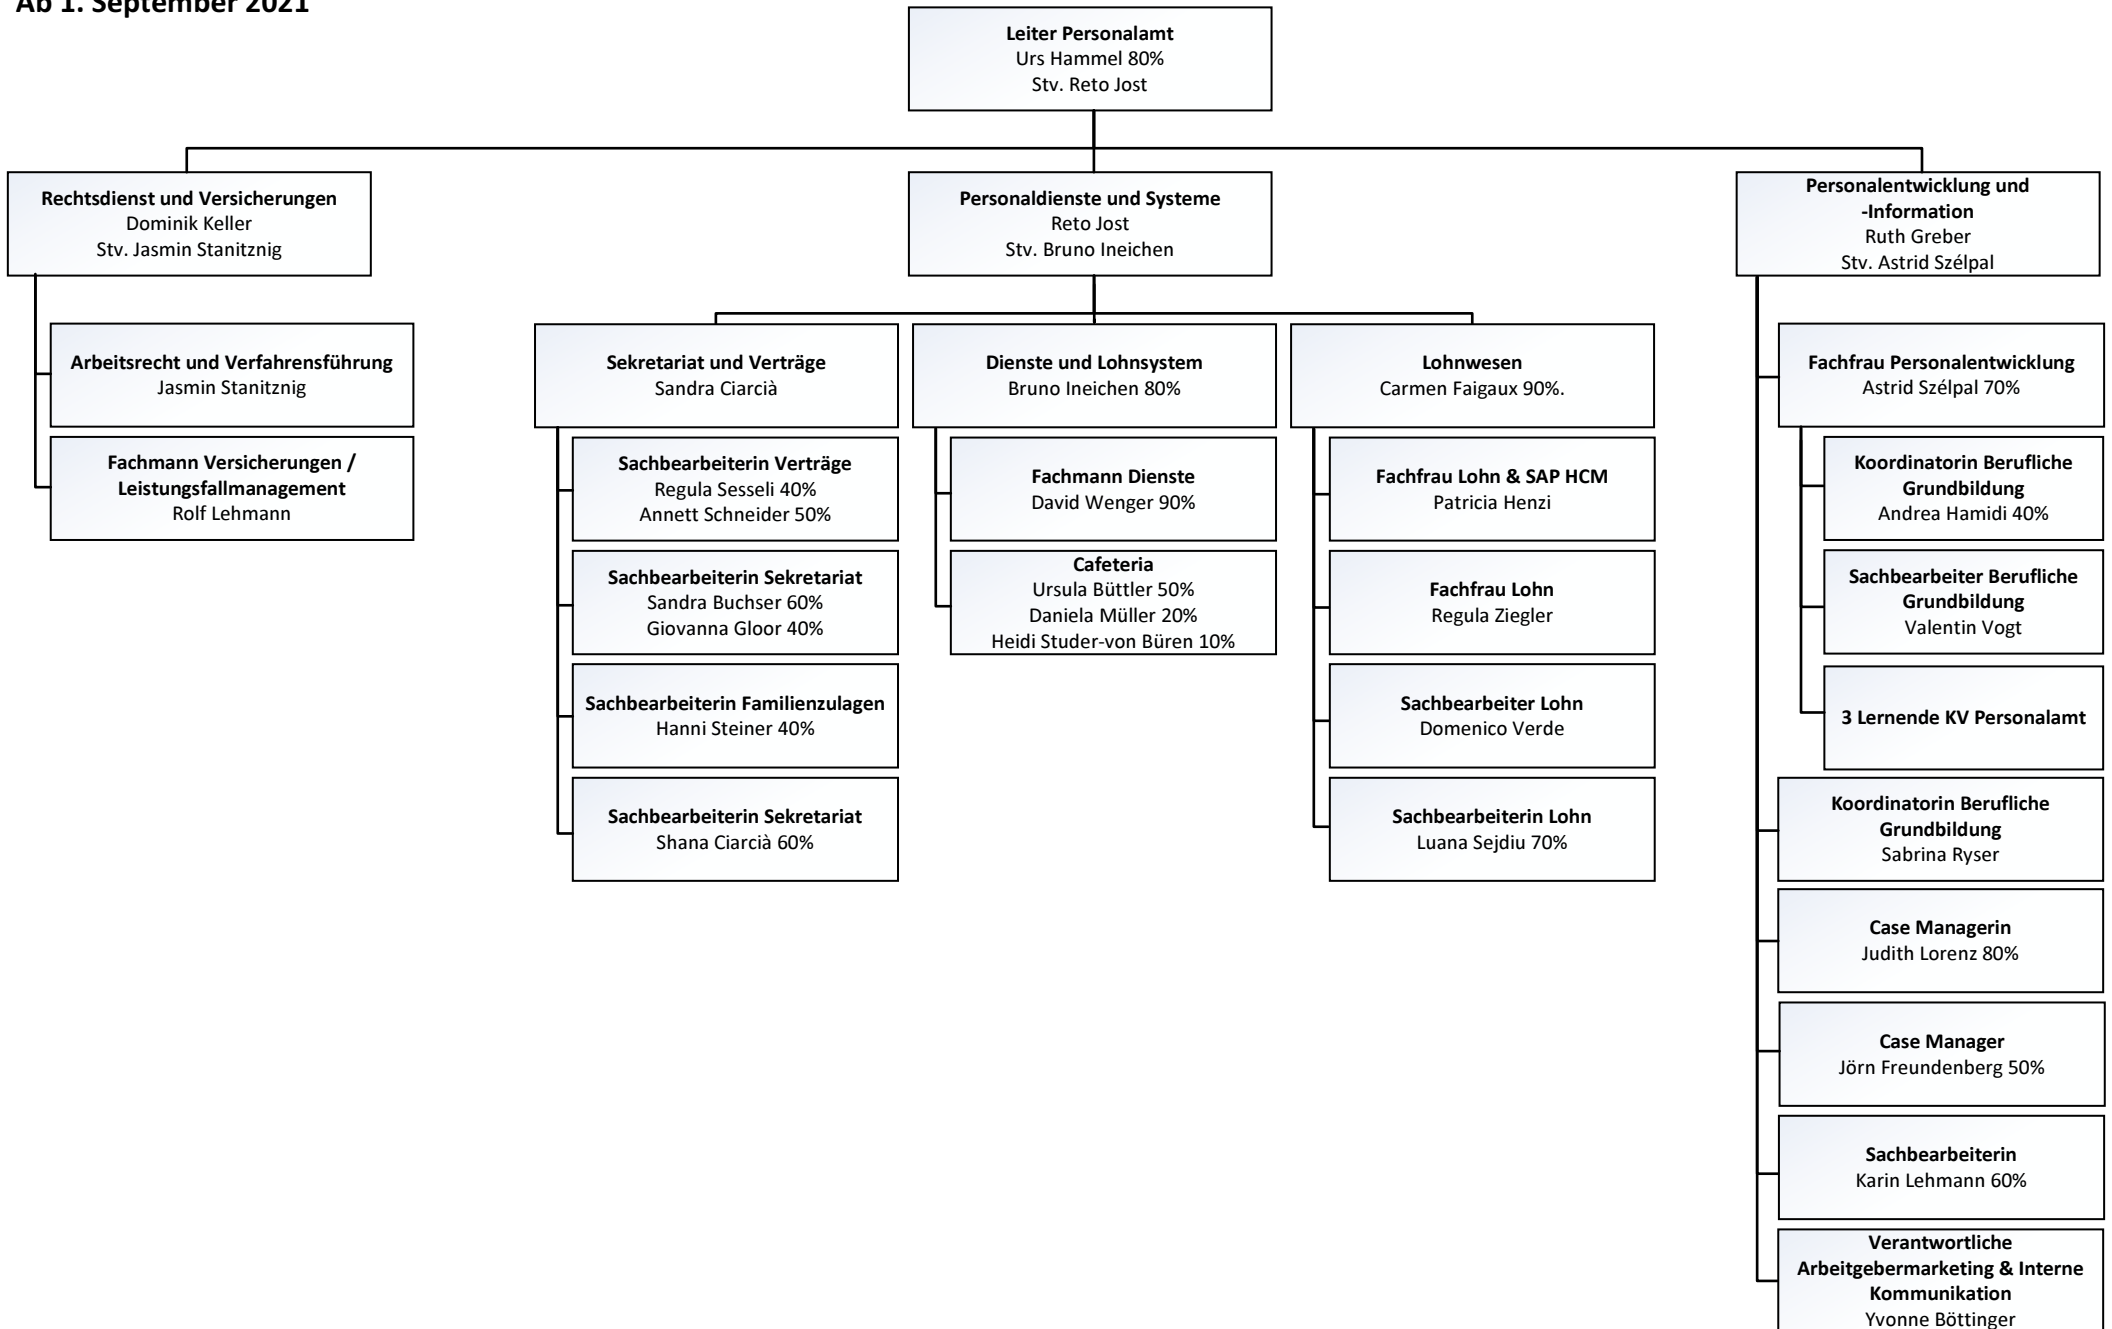 Ab 1. September 2021
Leiter Personalamt
Urs Hammel 80%
Stv. Reto Jost
Rechtsdienst und Versicherungen
Dominik Keller
Stv. Jasmin Stanitznig
Arbeitsrecht und Verfahrensführung
Jasmin Stanitznig
Fachmann Versicherungen /
Leistungsfallmanagement
Rolf Lehmann
Personaldienste und Systeme
Reto Jost
Stv. Bruno Ineichen
Sekretariat und Verträge
Sandra Ciarcià
Sachbearbeiterin Verträge
Regula Sesseli 40%
Annett Schneider 50%
Sachbearbeiterin Sekretariat
Sandra Buchser 60%
Giovanna Gloor 40%
Sachbearbeiterin Familienzulagen
Hanni Steiner 40%
Sachbearbeiterin Sekretariat
Shana Ciarcià 60%
Dienste und Lohnsystem
Bruno Ineichen 80%
Fachmann Dienste
David Wenger 90%
Cafeteria
Ursula Büttler 50%
Daniela Müller 20%
Heidi Studer-von Büren 10%
Lohnwesen
Carmen Faigaux 90%.
Fachfrau Lohn & SAP HCM
Patricia Henzi
Fachfrau Lohn
Regula Ziegler
Sachbearbeiter Lohn
Domenico Verde
Sachbearbeiterin Lohn
Luana Sejdiu 70%
Personalentwicklung und
-Information
Ruth Greber
Stv. Astrid Szélpal
Fachfrau Personalentwicklung
Astrid Szélpal 70%
Koordinatorin Berufliche
Grundbildung
Andrea Hamidi 40%
Sachbearbeiter Berufliche
Grundbildung
Valentin Vogt
3 Lernende KV Personalamt
Koordinatorin Berufliche
Grundbildung
Sabrina Ryser
Case Managerin
Judith Lorenz 80%
Case Manager
Jörn Freundenberg 50%
Sachbearbeiterin
Karin Lehmann 60%
Verantwortliche
Arbeitgebermarketing & Interne
Kommunikation
Yvonne Böttinger